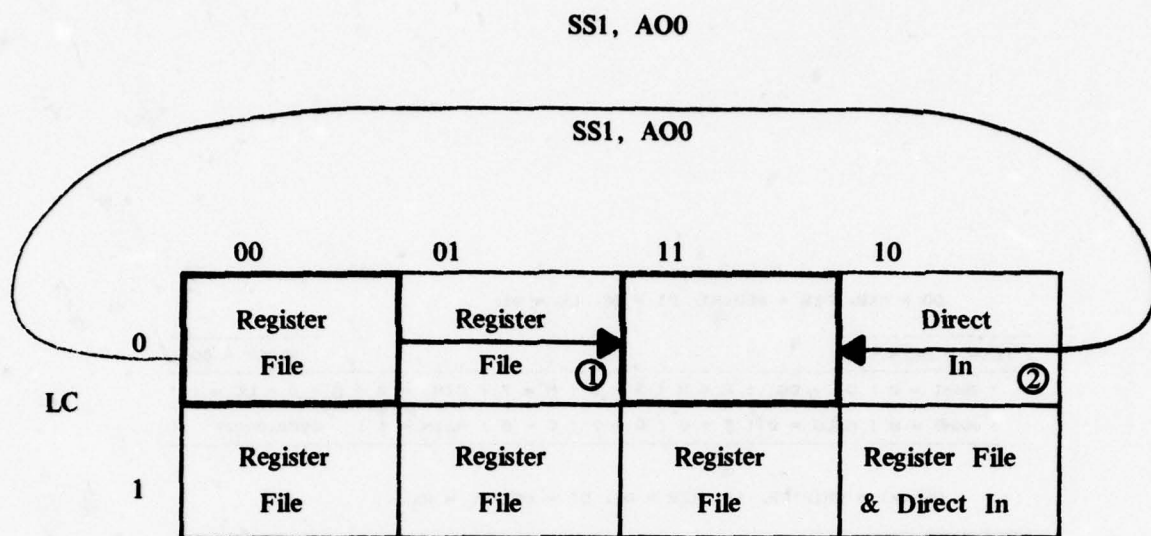 SS1, AO0
SS1, AO0
00 01 11 10
Register Register Direct
0
File File ① In ②
LC
Register Register Register Register File
1
File File File & Direct In